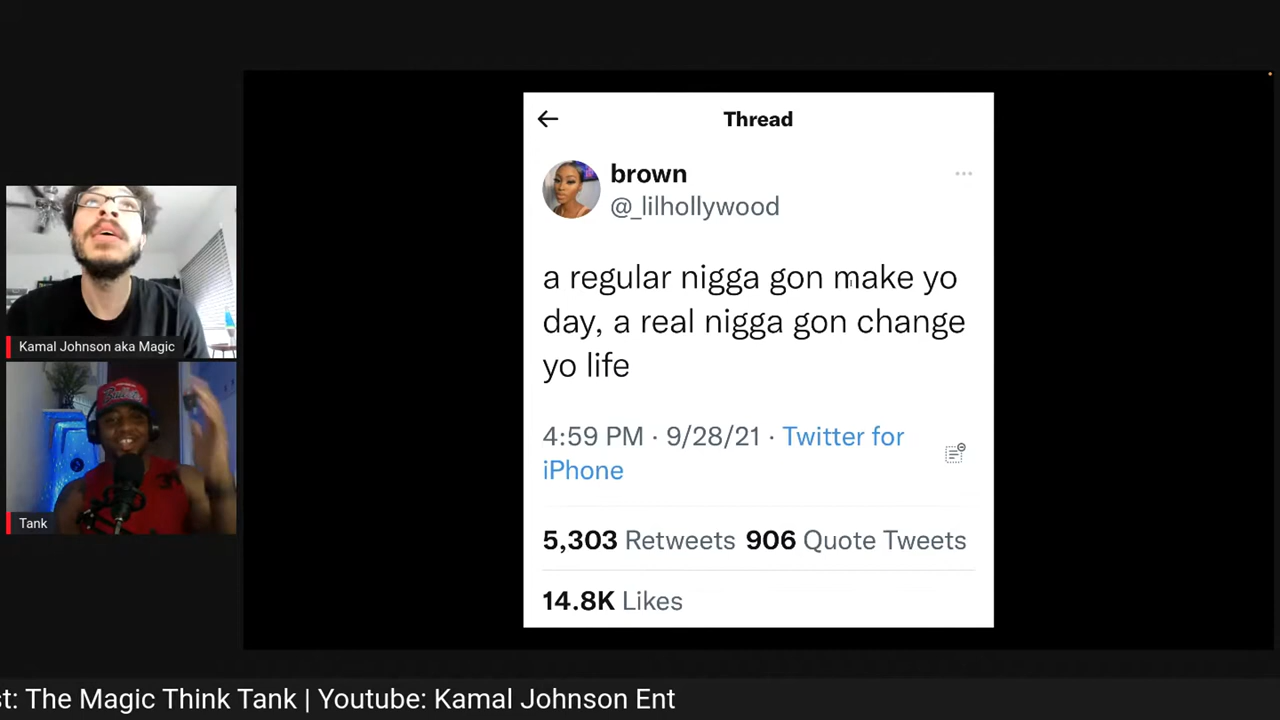 Thread
brown
@_lilhollywood
a regular nigga gon make yo
day, a real nigga gon change
yo life
4:59 PM · 9/28/21 · Twitter for
iPhone
5,303 Retweets 906 Quote Tweets
14.8K Likes
Kamal Johnson aka Magic
Tank
st: The Magic Think Tank | Youtube: Kamal Johnson Ent